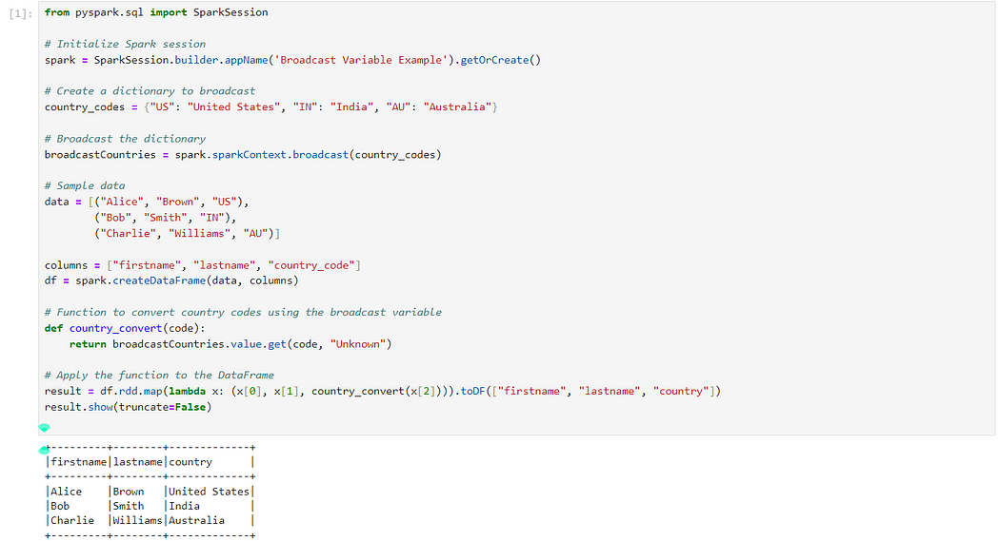 [1]:
from pyspark.sql import SparkSession
# Initialize Spark session
spark = SparkSession.builder.appName('Broadcast Variable Example').getOrCreate()
# Create a dictionary to broadcast
country_codes = {"US": "United States", "IN": "India", "AU": "Australia"}
# Broadcast the dictionary
broadcastCountries = spark.sparkContext.broadcast(country_codes)
# Sample data
data = [("Alice", "Brown", "US"),
        ("Bob", "Smith", "IN"),
        ("Charlie", "Williams", "AU")]
columns = ["firstname", "lastname", "country_code"]
df = spark.createDataFrame(data, columns)
# Function to convert country codes using the broadcast variable
def country_convert(code):
    return broadcastCountries.value.get(code, "Unknown")
# Apply the function to the DataFrame
result = df.rdd.map(lambda x: (x[0], x[1], country_convert(x[2]))).toDF(["firstname", "lastname", "country"])
result.show(truncate=False)
+---------+--------+-------------+
|firstname|lastname|country      |
+---------+--------+-------------+
|Alice    |Brown   |United States|
|Bob      |Smith   |India        |
|Charlie  |Williams|Australia    |
+---------+--------+-------------+